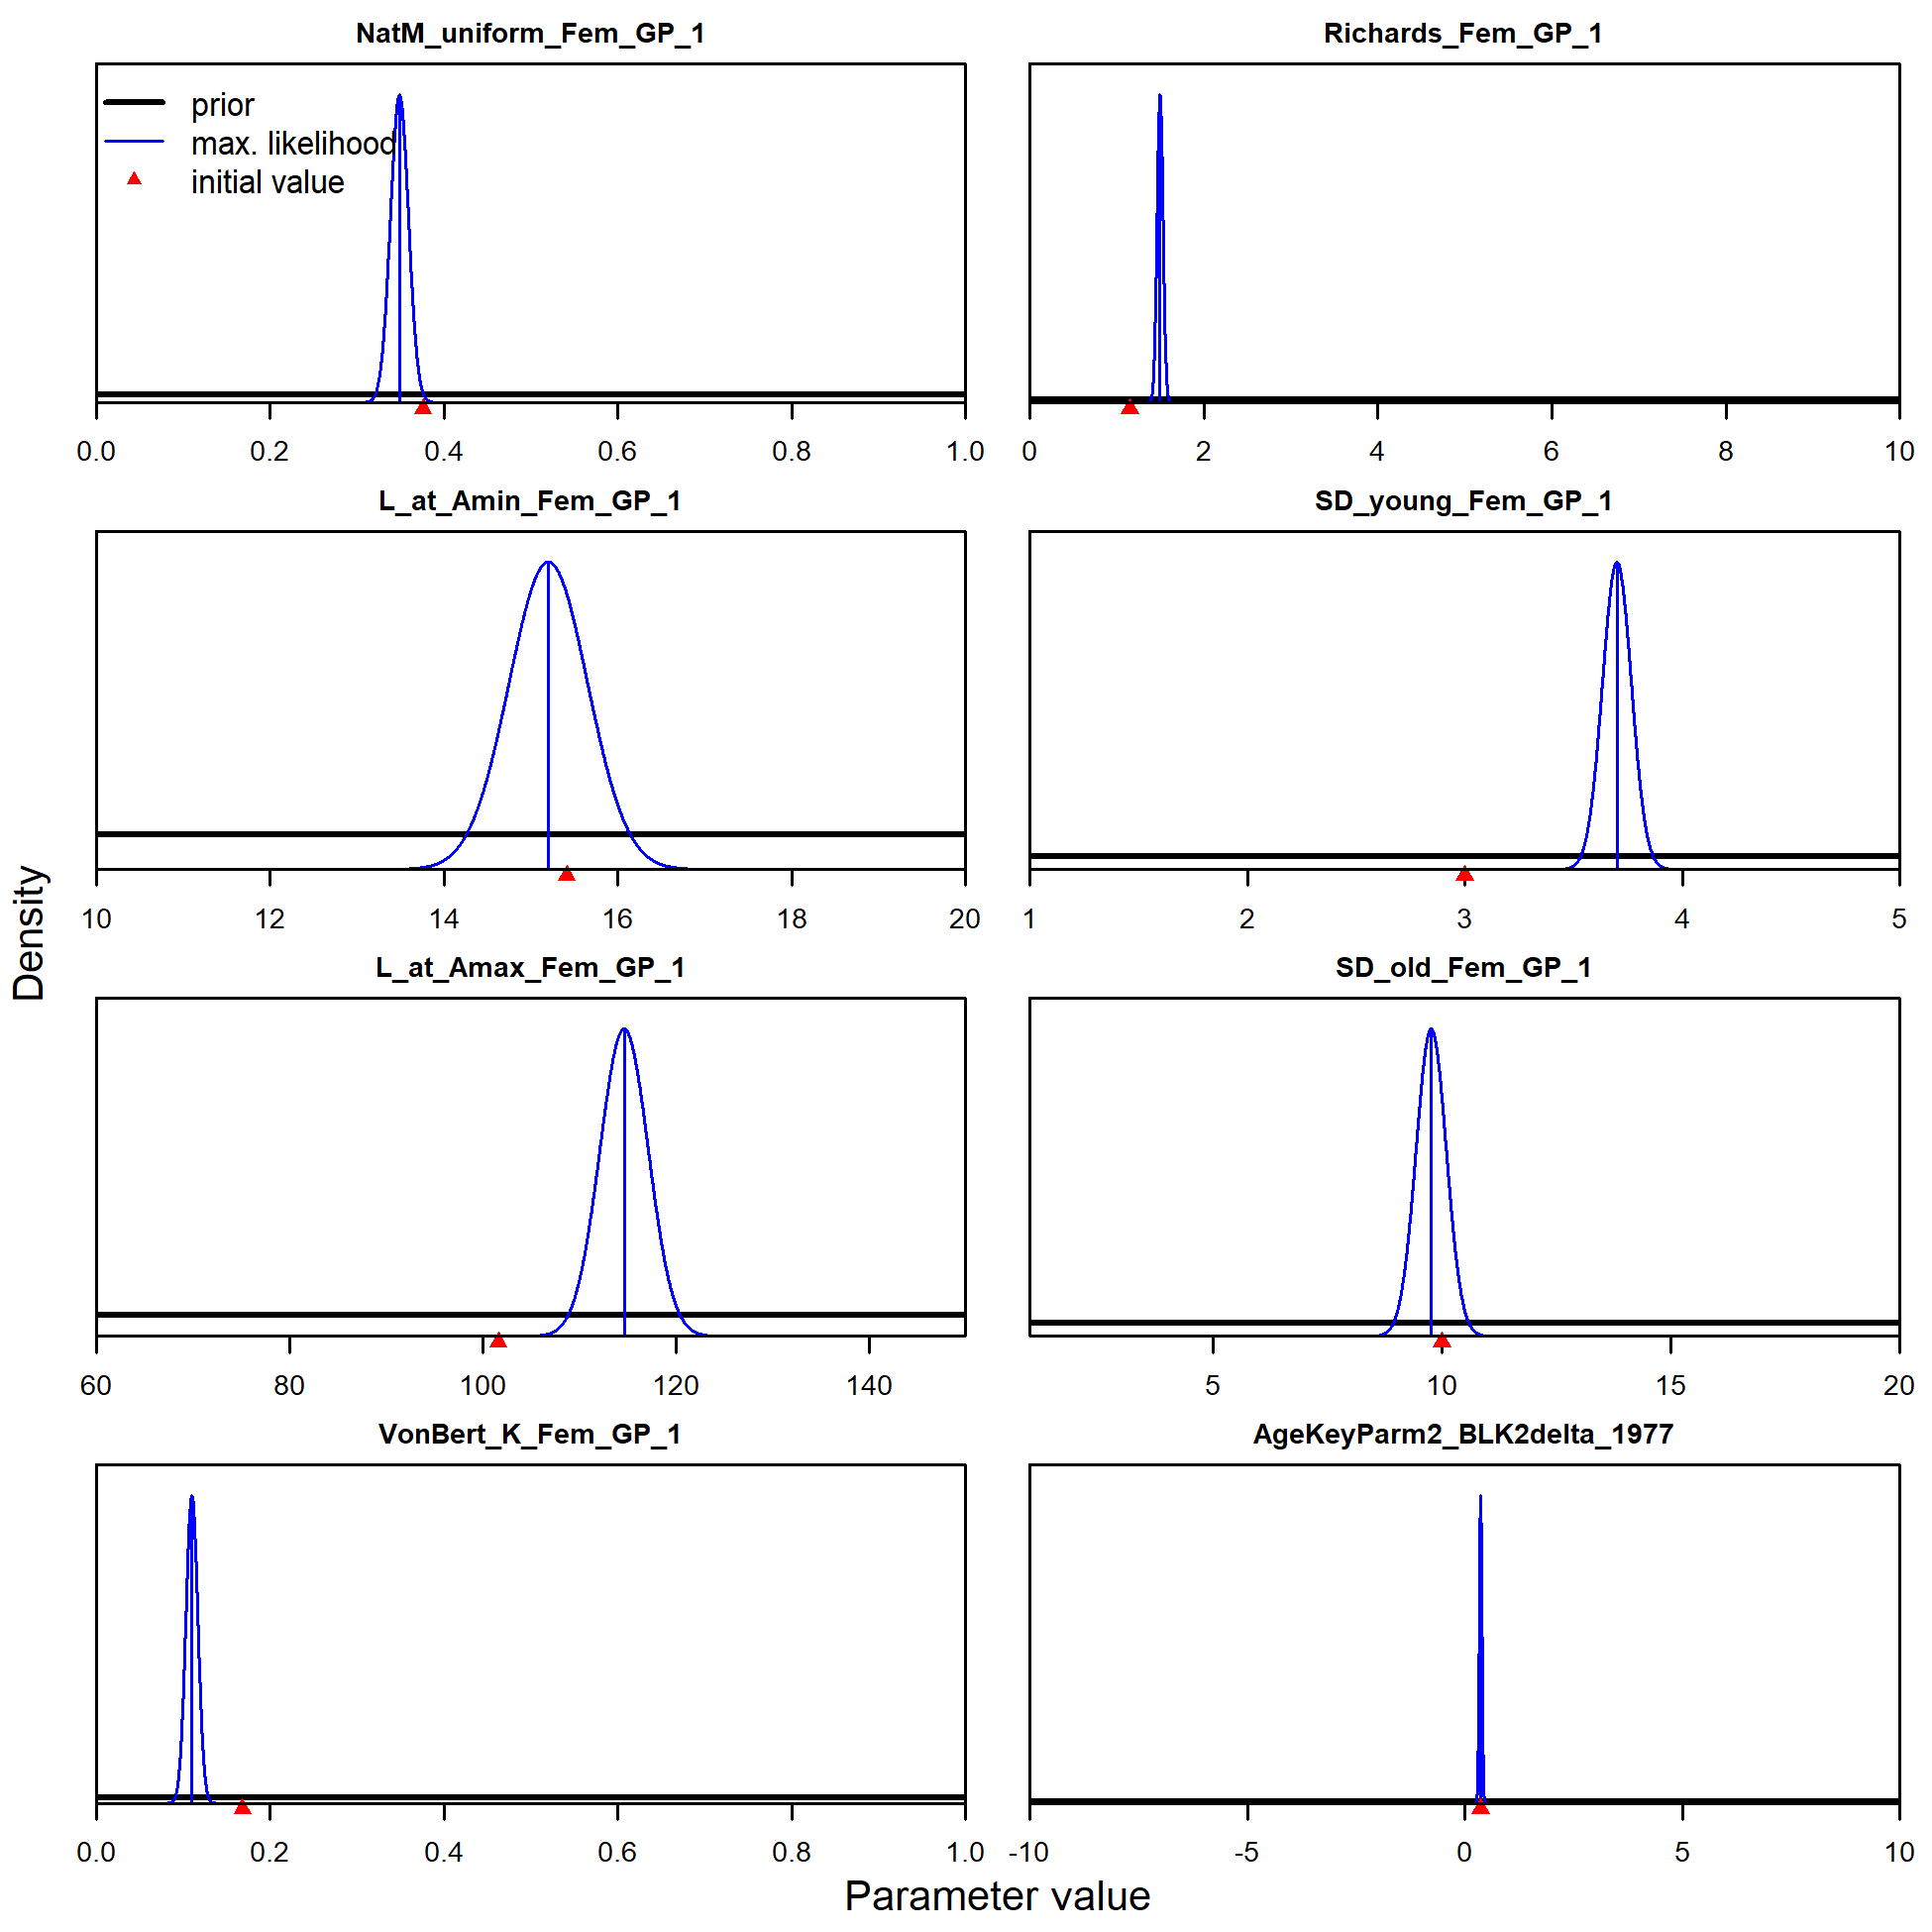 NatM_uniform_Fem_GP_1
prior
max. likelihood
initial value
0.0 0.2 0.4 0.6 0.8 1.0
Richards_Fem_GP_1
0 2 4 6 8 10
L_at_Amin_Fem_GP_1
10 12 14 16 18 20
SD_young_Fem_GP_1
1 2 3 4 5
L_at_Amax_Fem_GP_1
60 80 100 120 140
SD_old_Fem_GP_1
5 10 15 20
VonBert_K_Fem_GP_1
0.0 0.2 0.4 0.6 0.8 1.0
AgeKeyParm2_BLK2delta_1977
-10 -5 0 5 10
Density
Parameter value